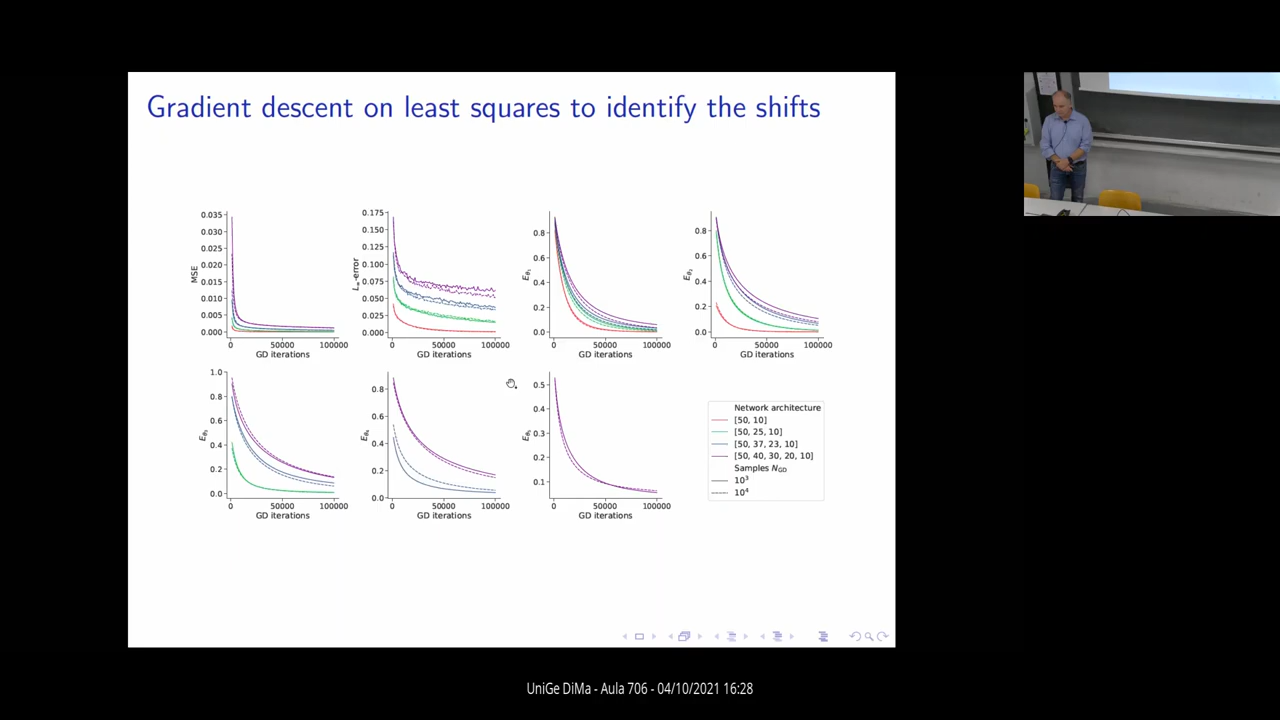 Gradient descent on least squares to identify the shifts
0.035
0.030
0.025
0.020
0.015
0.010
0.005
0.000
MSE
0 50000 100000
GD iterations
0.175
0.150
0.125
0.100
0.075
0.050
0.025
0.000
L∞-error
0 50000 100000
GD iterations
0.8
0.6
0.4
0.2
0.0
0 50000 100000
GD iterations
0.8
0.6
0.4
0.2
0.0
0 50000 100000
GD iterations
1.0
0.8
0.6
0.4
0.2
0.0
0 50000 100000
GD iterations
0.8
0.6
0.4
0.2
0.0
0 50000 100000
GD iterations
0.5
0.4
0.3
0.2
0.1
0 50000 100000
GD iterations
Network architecture
[50, 10]
[50, 25, 10]
[50, 37, 23, 10]
[50, 40, 30, 20, 10]
Samples N_GD
10³
10⁴
UniGe DiMa - Aula 706 - 04/10/2021 16:28